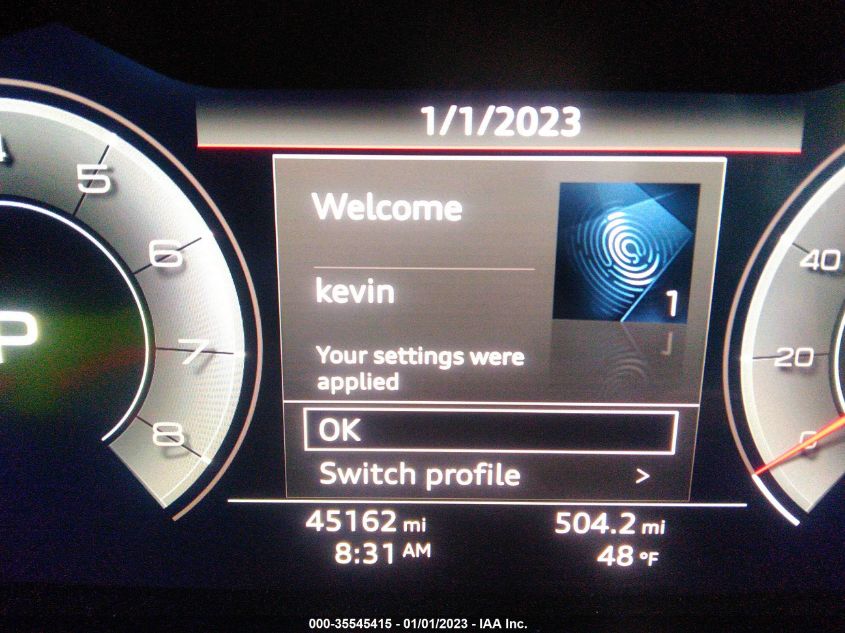 1/1/2023
5
6
7
8
P
Welcome
kevin
1
Your settings were
applied
OK
Switch profile >
40
20
0
45162 mi 504.2 mi
8:31 AM 48 °F
000-35545415 - 01/01/2023 - IAA Inc.